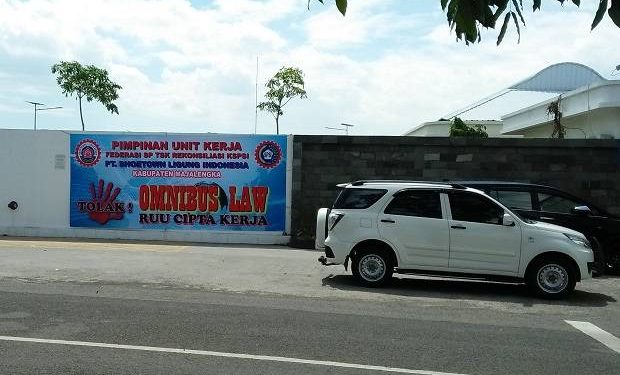 PIMPINAN UNIT KERJA
FEDERASI SP TSK REKONSILIASI KSPSI
PT. SHOETOWN LIGUNG INDONESIA
KABUPATEN MAJALENGKA
TOLAK ! OMNIBUS LAW
RUU CIPTA KERJA